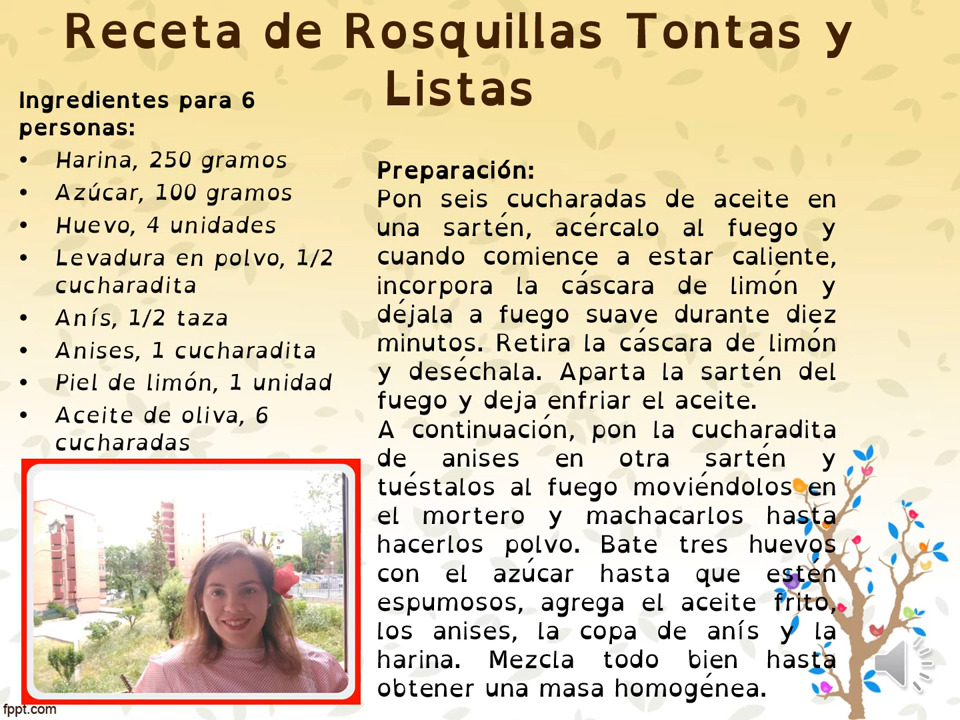 Receta de Rosquillas Tontas y
Listas
Ingredientes para 6
personas:
• Harina, 250 gramos
• Azúcar, 100 gramos
• Huevo, 4 unidades
• Levadura en polvo, 1/2
cucharadita
• Anís, 1/2 taza
• Anises, 1 cucharadita
• Piel de limón, 1 unidad
• Aceite de oliva, 6
cucharadas
Preparación:
Pon seis cucharadas de aceite en
una sartén, acércalo al fuego y
cuando comience a estar caliente,
incorpora la cáscara de limón y
déjala a fuego suave durante diez
minutos. Retira la cáscara de limón
y deséchala. Aparta la sartén del
fuego y deja enfriar el aceite.
A continuación, pon la cucharadita
de anises en otra sartén y
tuéstalos al fuego moviéndolos en
el mortero y machacarlos hasta
hacerlos polvo. Bate tres huevos
con el azúcar hasta que estén
espumosos, agrega el aceite frito,
los anises, la copa de anís y la
harina. Mezcla todo bien hasta
obtener una masa homogénea.
fppt.com